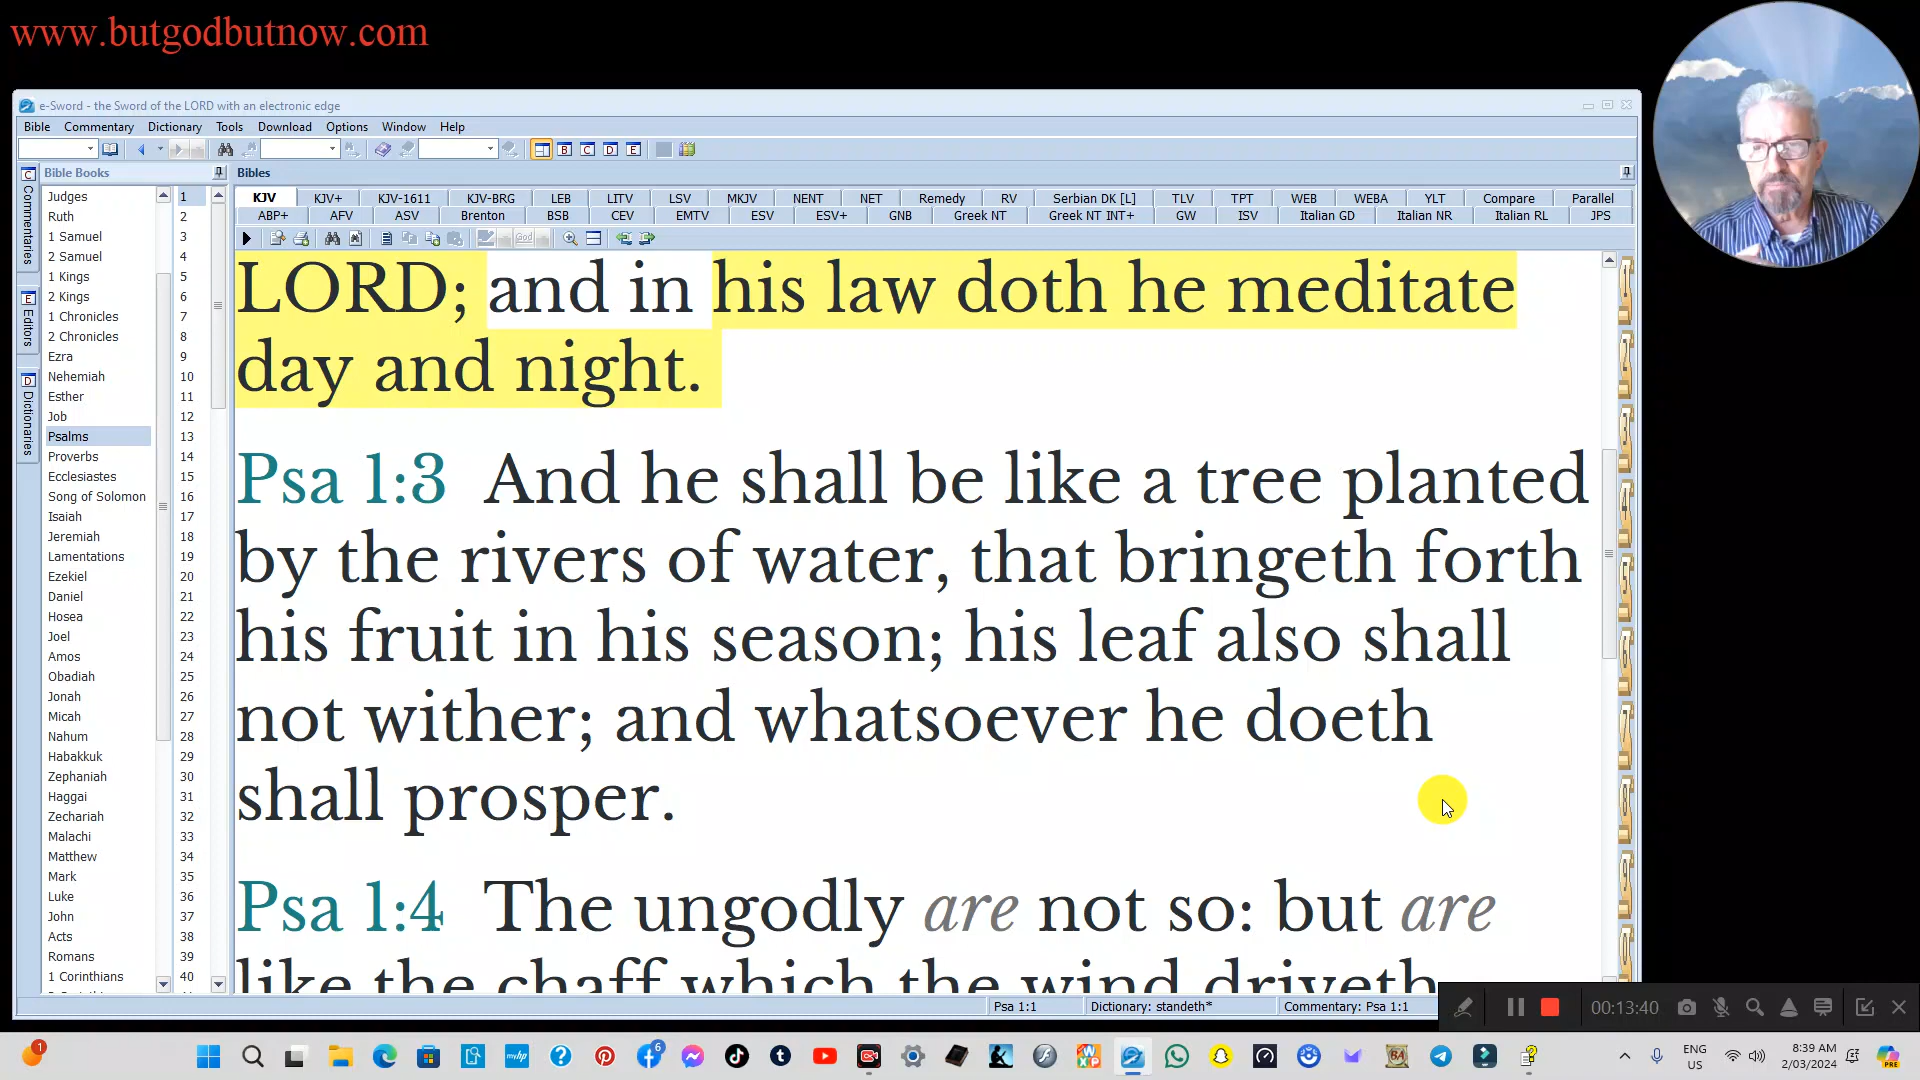 www.butgodbutnow.com
e-Sword - the Sword of the LORD with an electronic edge
Bible Commentary Dictionary Tools Download Options Window Help
Bible Books
Bibles
KJV KJV+ KJV-1611 KJV-BRG LEB LITV LSV MKJV NENT NET Remedy RV Serbian DK [L] TLV TPT WEB WEBA YLT Compare Parallel
ABP+ AFV ASV Brenton BSB CEV EMTV ESV ESV+ GNB Greek NT Greek NT INT+ GW ISV Italian GD Italian NR Italian RL JPS
Commentaries
Editors
Dictionaries
Judges 1
Ruth 2
1 Samuel 3
2 Samuel 4
1 Kings 5
2 Kings 6
1 Chronicles 7
2 Chronicles 8
Ezra 9
Nehemiah 10
Esther 11
Job 12
Psalms 13
Proverbs 14
Ecclesiastes 15
Song of Solomon 16
Isaiah 17
Jeremiah 18
Lamentations 19
Ezekiel 20
Daniel 21
Hosea 22
Joel 23
Amos 24
Obadiah 25
Jonah 26
Micah 27
Nahum 28
Habakkuk 29
Zephaniah 30
Haggai 31
Zechariah 32
Malachi 33
Matthew 34
Mark 35
Luke 36
John 37
Acts 38
Romans 39
1 Corinthians 40
LORD; and in his law doth he meditate
day and night.
Psa 1:3 And he shall be like a tree planted
by the rivers of water, that bringeth forth
his fruit in his season; his leaf also shall
not wither; and whatsoever he doeth
shall prosper.
Psa 1:4 The ungodly are not so: but are
like the chaff which the wind driveth
Psa 1:1 Dictionary: standeth* Commentary: Psa 1:1
00:13:40
ENG
US
8:39 AM
2/03/2024